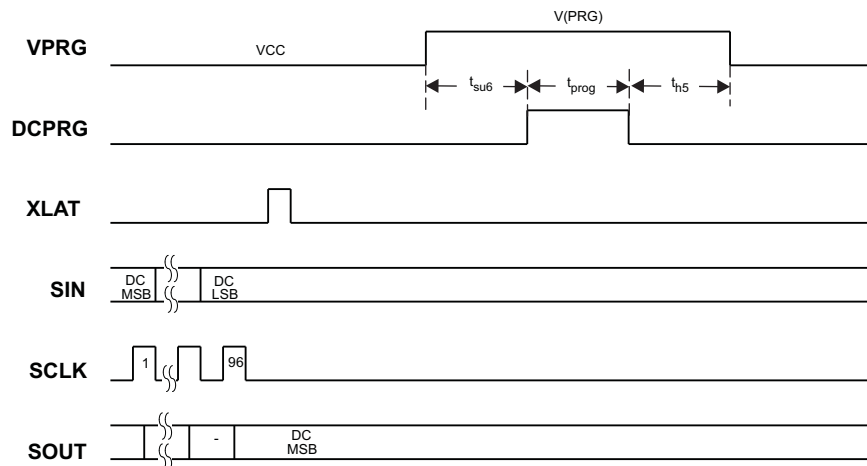 V(PRG)
VPRG
VCC
tsu6
tprog
th5
DCPRG
XLAT
SIN
DC
MSB
DC
LSB
SCLK
1
96
SOUT
-
DC
MSB